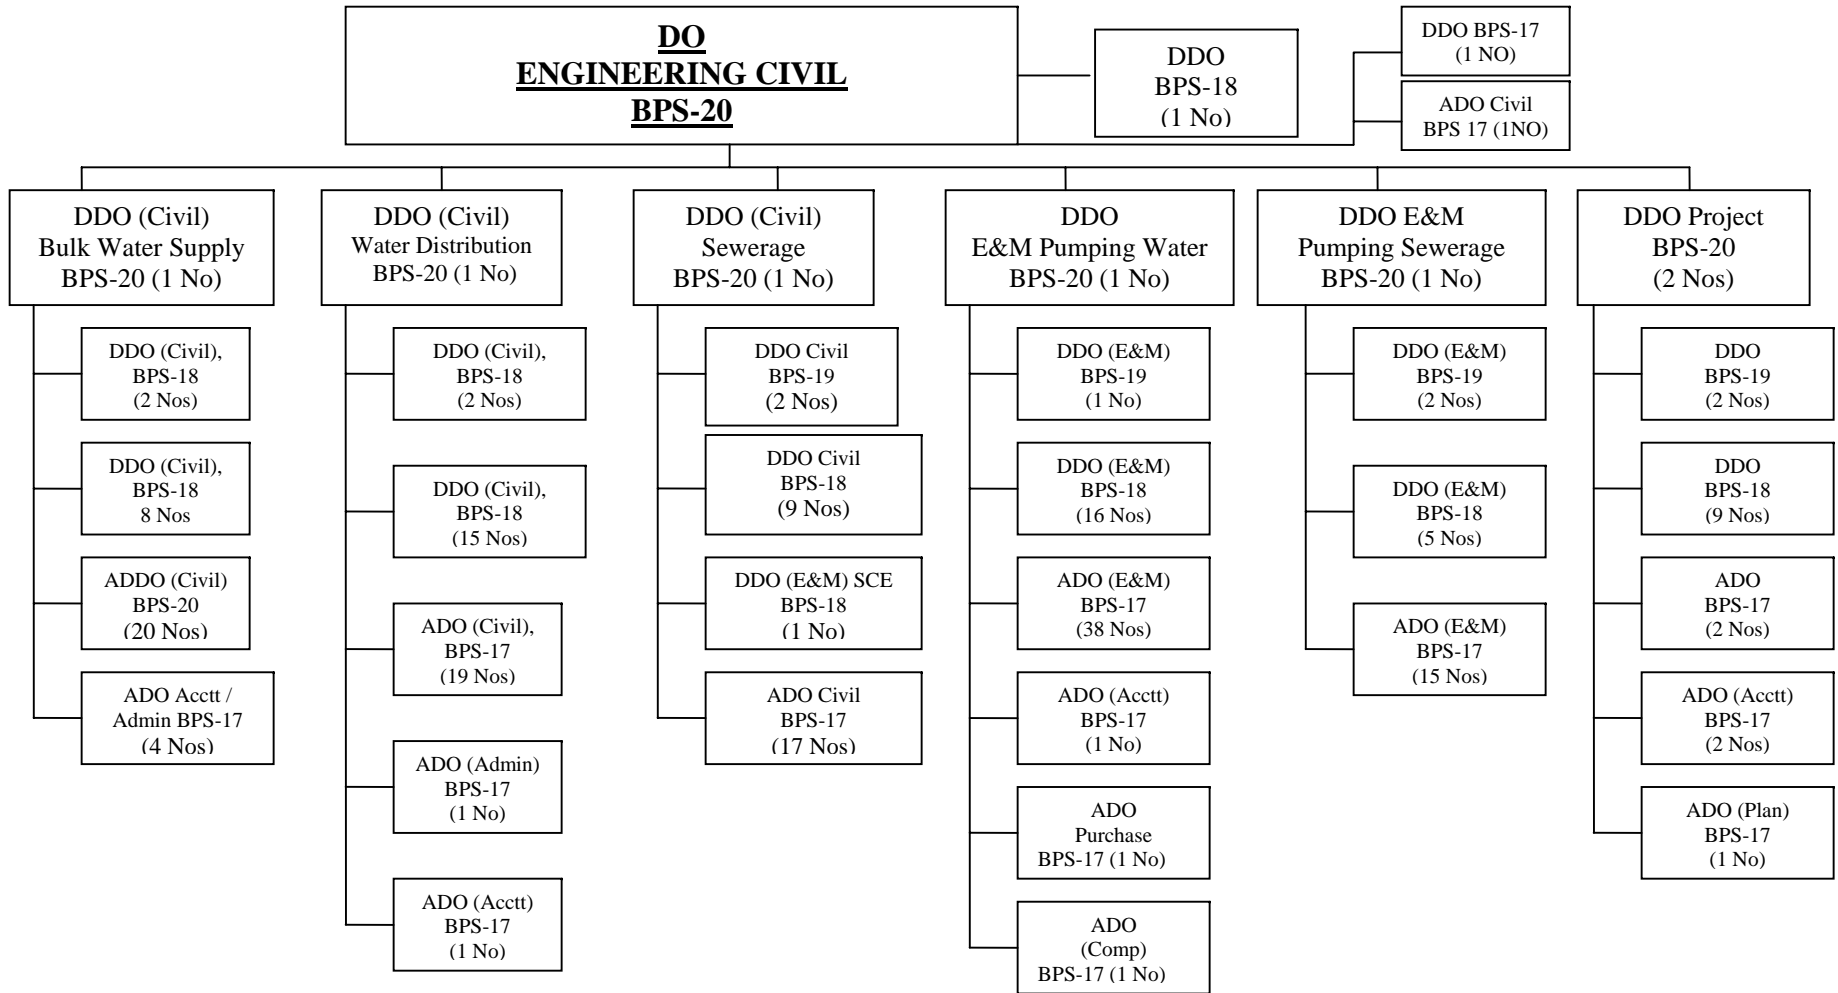 DO
ENGINEERING CIVIL
BPS-20
DDO
BPS-18
(1 No)
DDO BPS-17
(1 NO)
ADO Civil
BPS 17 (1NO)
DDO (Civil)
Bulk Water Supply
BPS-20 (1 No)
DDO (Civil),
BPS-18
(2 Nos)
DDO (Civil),
BPS-18
8 Nos
ADDO (Civil)
BPS-20
(20 Nos)
ADO Acctt /
Admin BPS-17
(4 Nos)
DDO (Civil)
Water Distribution
BPS-20 (1 No)
DDO (Civil),
BPS-18
(2 Nos)
DDO (Civil),
BPS-18
(15 Nos)
ADO (Civil),
BPS-17
(19 Nos)
ADO (Admin)
BPS-17
(1 No)
ADO (Acctt)
BPS-17
(1 No)
DDO (Civil)
Sewerage
BPS-20 (1 No)
DDO Civil
BPS-19
(2 Nos)
DDO Civil
BPS-18
(9 Nos)
DDO (E&M) SCE
BPS-18
(1 No)
ADO Civil
BPS-17
(17 Nos)
DDO
E&M Pumping Water
BPS-20 (1 No)
DDO (E&M)
BPS-19
(1 No)
DDO (E&M)
BPS-18
(16 Nos)
ADO (E&M)
BPS-17
(38 Nos)
ADO (Acctt)
BPS-17
(1 No)
ADO
Purchase
BPS-17 (1 No)
ADO
(Comp)
BPS-17 (1 No)
DDO E&M
Pumping Sewerage
BPS-20 (1 No)
DDO (E&M)
BPS-19
(2 Nos)
DDO (E&M)
BPS-18
(5 Nos)
ADO (E&M)
BPS-17
(15 Nos)
DDO Project
BPS-20
(2 Nos)
DDO
BPS-19
(2 Nos)
DDO
BPS-18
(9 Nos)
ADO
BPS-17
(2 Nos)
ADO (Acctt)
BPS-17
(2 Nos)
ADO (Plan)
BPS-17
(1 No)